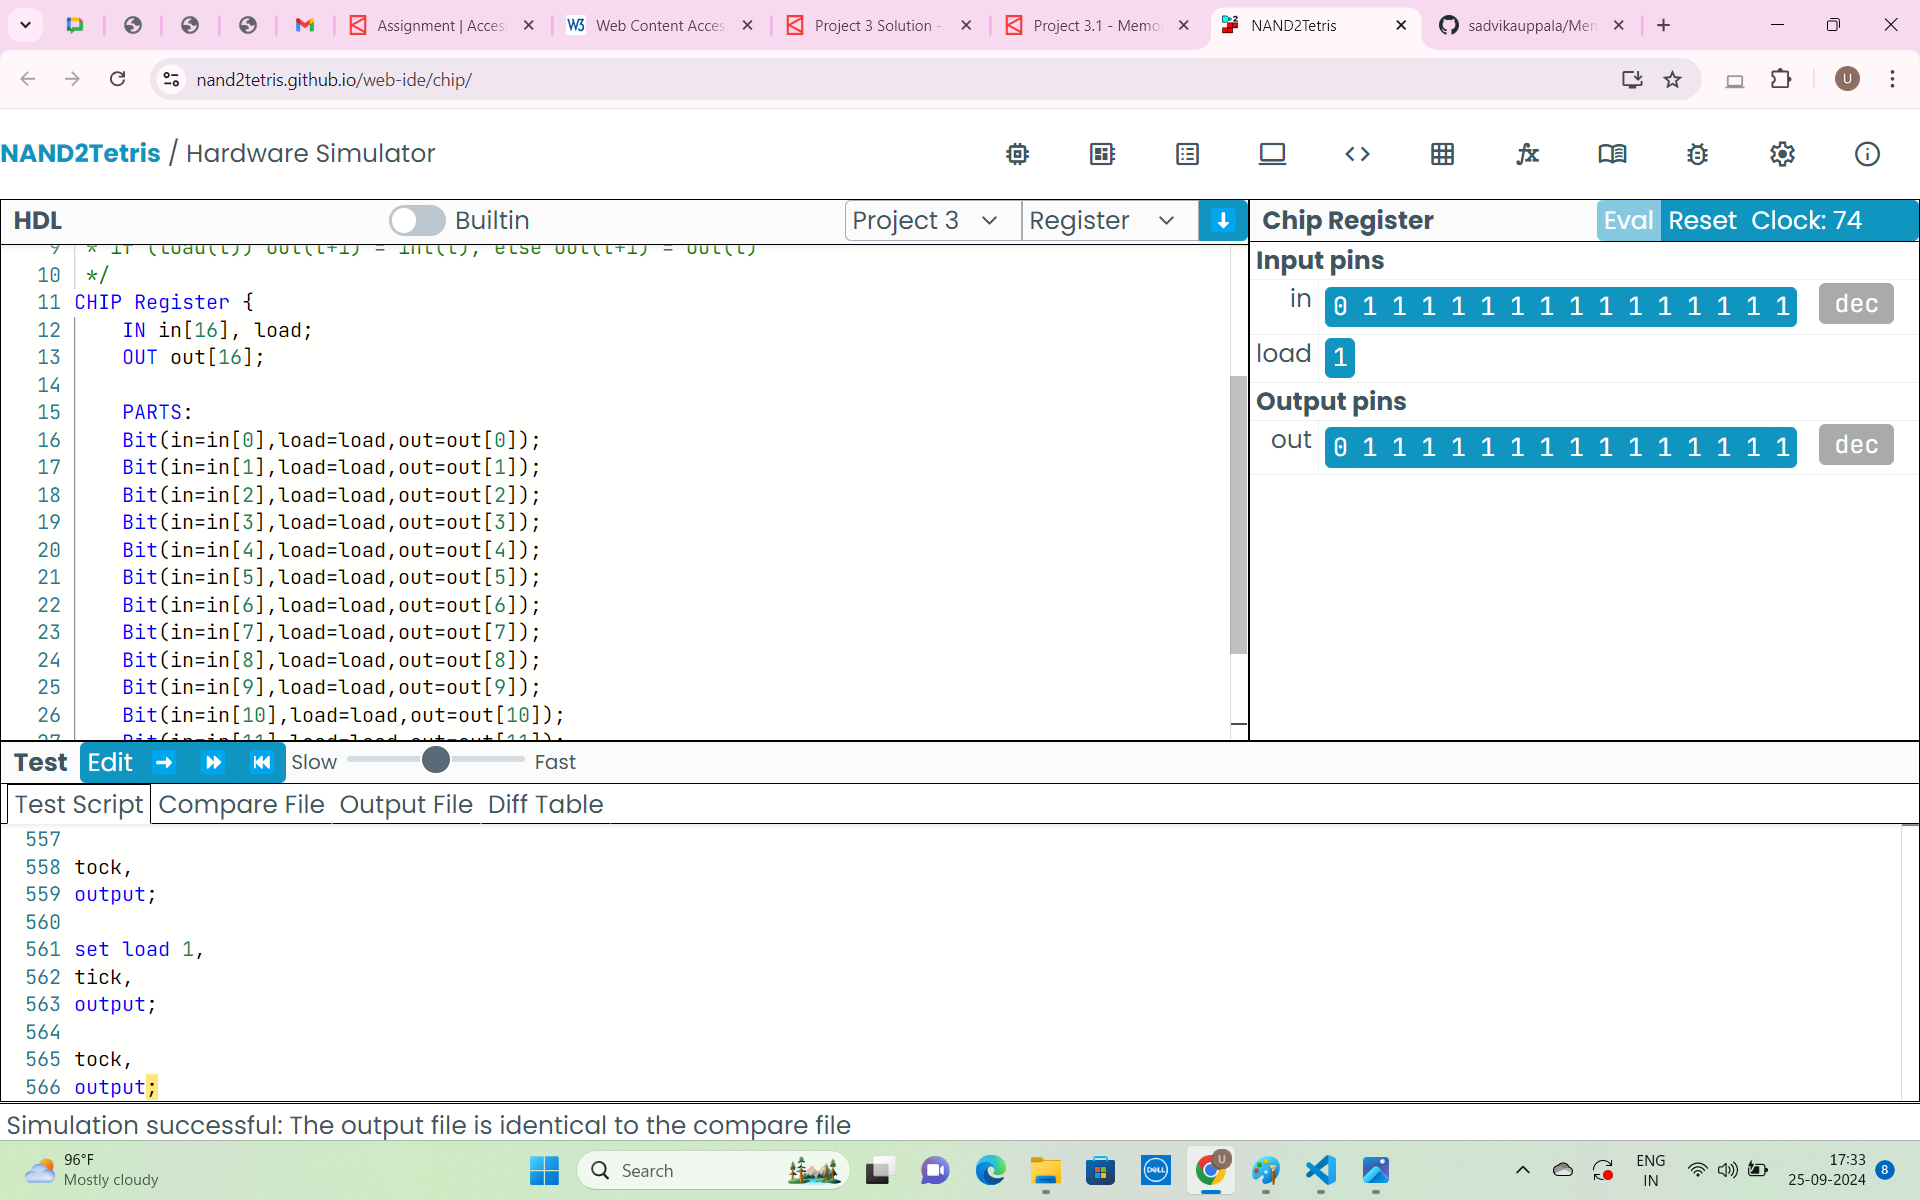 Assignment | Acces
Web Content Acces
Project 3 Solution -
Project 3.1 - Memo
NAND2Tetris
sadvikauppala/Mem
nand2tetris.github.io/web-ide/chip/
U
NAND2Tetris / Hardware Simulator
HDL
Builtin
Project 3
Register
Chip Register
Eval Reset Clock: 74
9 * if (load(t)) out(t+1) = int(t), else out(t+1) = out(t)
10 */
11 CHIP Register {
12 IN in[16], load;
13 OUT out[16];
14
15 PARTS:
16 Bit(in=in[0],load=load,out=out[0]);
17 Bit(in=in[1],load=load,out=out[1]);
18 Bit(in=in[2],load=load,out=out[2]);
19 Bit(in=in[3],load=load,out=out[3]);
20 Bit(in=in[4],load=load,out=out[4]);
21 Bit(in=in[5],load=load,out=out[5]);
22 Bit(in=in[6],load=load,out=out[6]);
23 Bit(in=in[7],load=load,out=out[7]);
24 Bit(in=in[8],load=load,out=out[8]);
25 Bit(in=in[9],load=load,out=out[9]);
26 Bit(in=in[10],load=load,out=out[10]);
27 Bit(in=in[11],load=load,out=out[11]);
Input pins
in 0 1 1 1 1 1 1 1 1 1 1 1 1 1 1 1 dec
load 1
Output pins
out 0 1 1 1 1 1 1 1 1 1 1 1 1 1 1 1 dec
Test Edit Slow Fast
Test Script Compare File Output File Diff Table
557
558 tock,
559 output;
560
561 set load 1,
562 tick,
563 output;
564
565 tock,
566 output;
Simulation successful: The output file is identical to the compare file
96°F
Mostly cloudy
Search
DELL
U
ENG
IN
17:33
25-09-2024
8